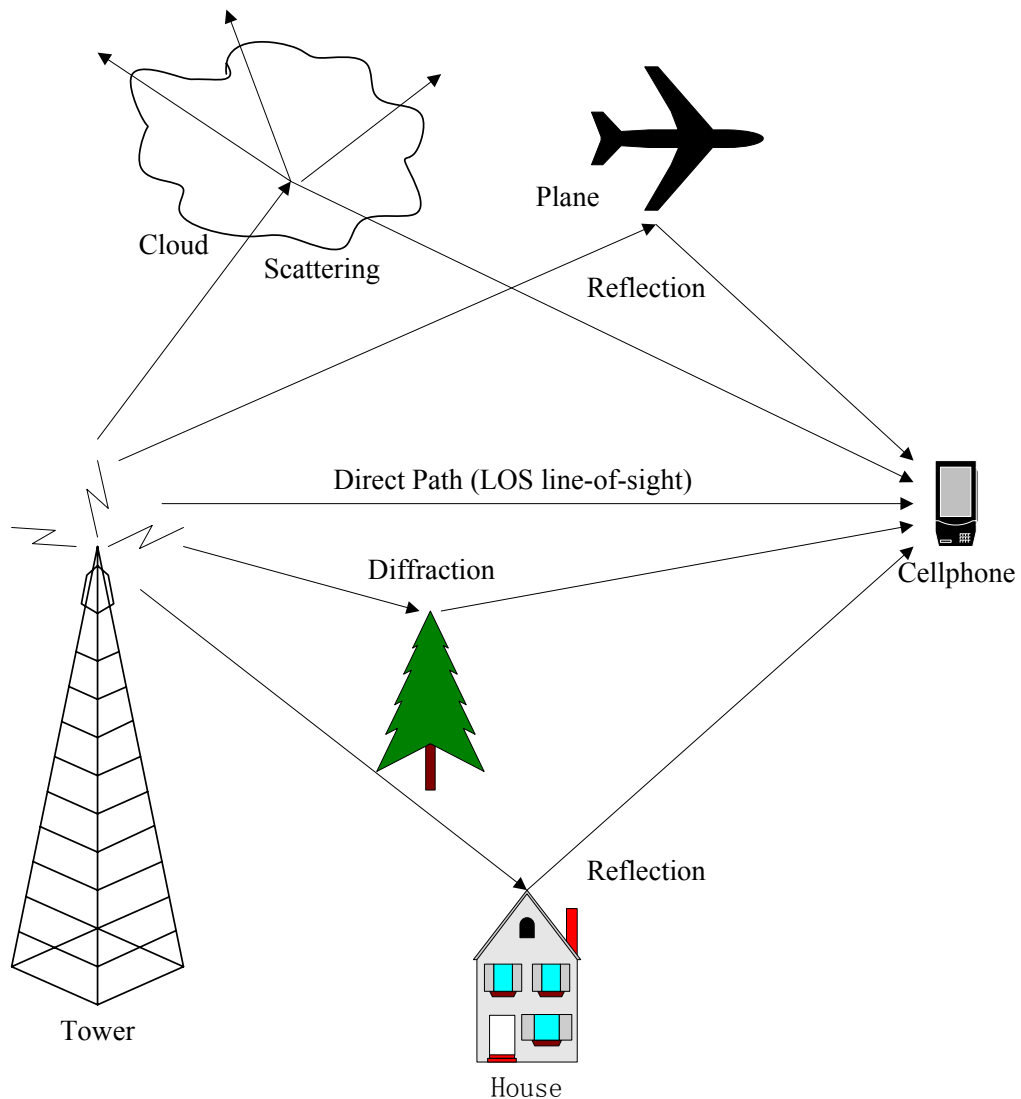 Plane
Cloud
Scattering
Reflection
Direct Path (LOS line-of-sight)
Diffraction
Cellphone
Reflection
Tower
House